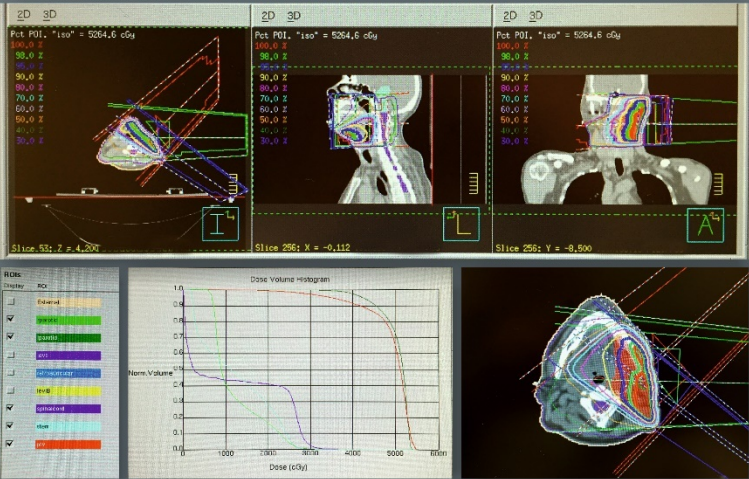 2D 3D
Pct POI, "iso" = 5264.6 cGy
100.0 %
98.0 %
95.0 %
90.0 %
80.0 %
70.0 %
60.0 %
50.0 %
40.0 %
30.0 %
I
Slice 53: Z = 4.200
2D 3D
Pct POI, "iso" = 5264.6 cGy
100.0 %
98.0 %
95.0 %
90.0 %
80.0 %
70.0 %
60.0 %
50.0 %
40.0 %
30.0 %
L
Slice 256: X = -0.112
2D 3D
Pct POI, "iso" = 5264.6 cGy
100.0 %
98.0 %
95.0 %
90.0 %
80.0 %
70.0 %
60.0 %
50.0 %
40.0 %
30.0 %
A
Slice 256: Y = -8.500
ROIs
Display ROI
External
parotid
spinalcord
Dose Volume Histogram
Norm.Volume
1.0
0.9
0.8
0.7
0.6
0.5
0.4
0.3
0.2
0.1
0.0
0 1000 2000 3000 4000 5000 6000
Dose (cGy)